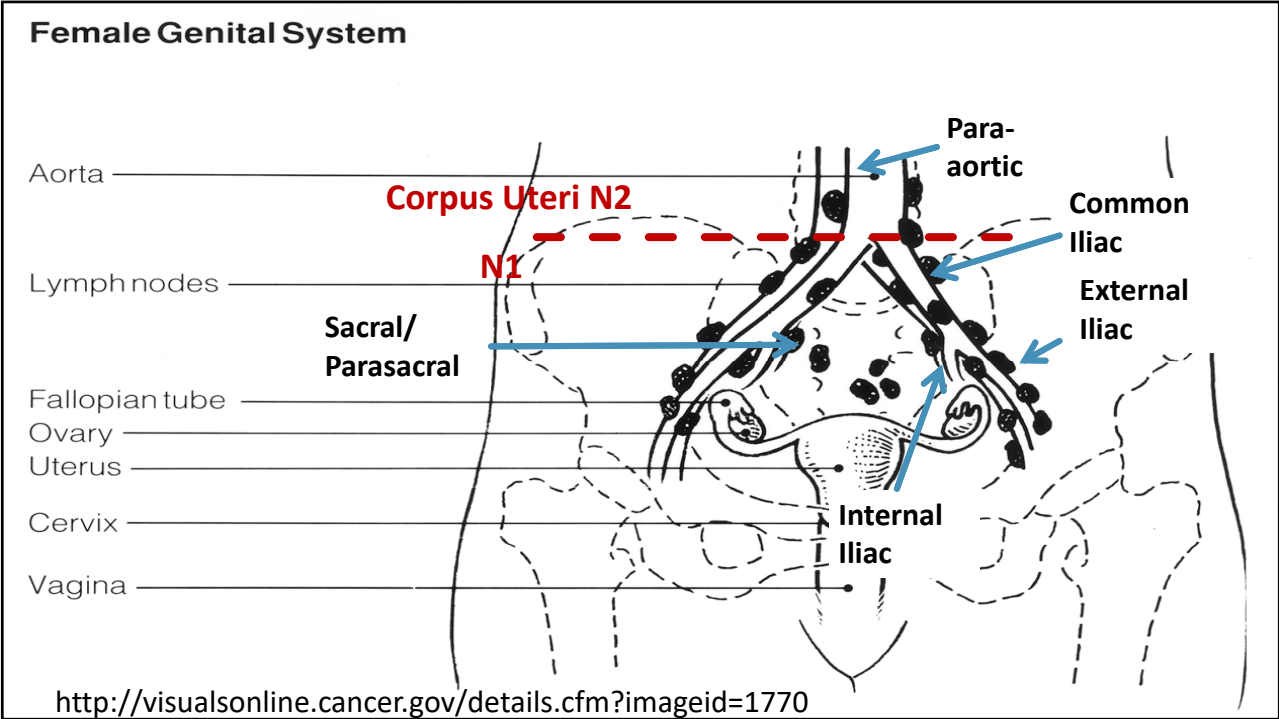 Female Genital System
Para-
aortic
Aorta
Corpus Uteri N2
Common
Iliac
N1
Lymph nodes
External
Iliac
Sacral/
Parasacral
Fallopian tube
Ovary
Uterus
Cervix
Internal
Iliac
Vagina
http://visualsonline.cancer.gov/details.cfm?imageid=1770